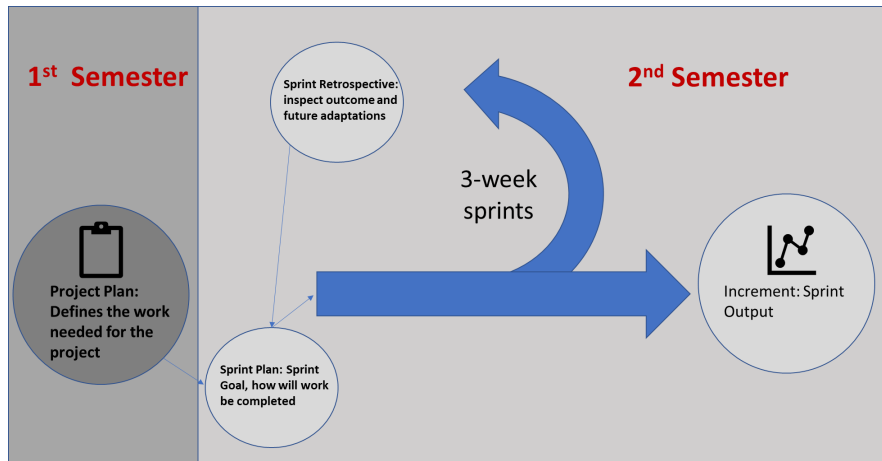 1st Semester
2nd Semester
Sprint Retrospective:
inspect outcome and
future adaptations
3-week
sprints
Project Plan:
Defines the work
needed for the
project
Sprint Plan: Sprint
Goal, how will work
be completed
Increment: Sprint
Output